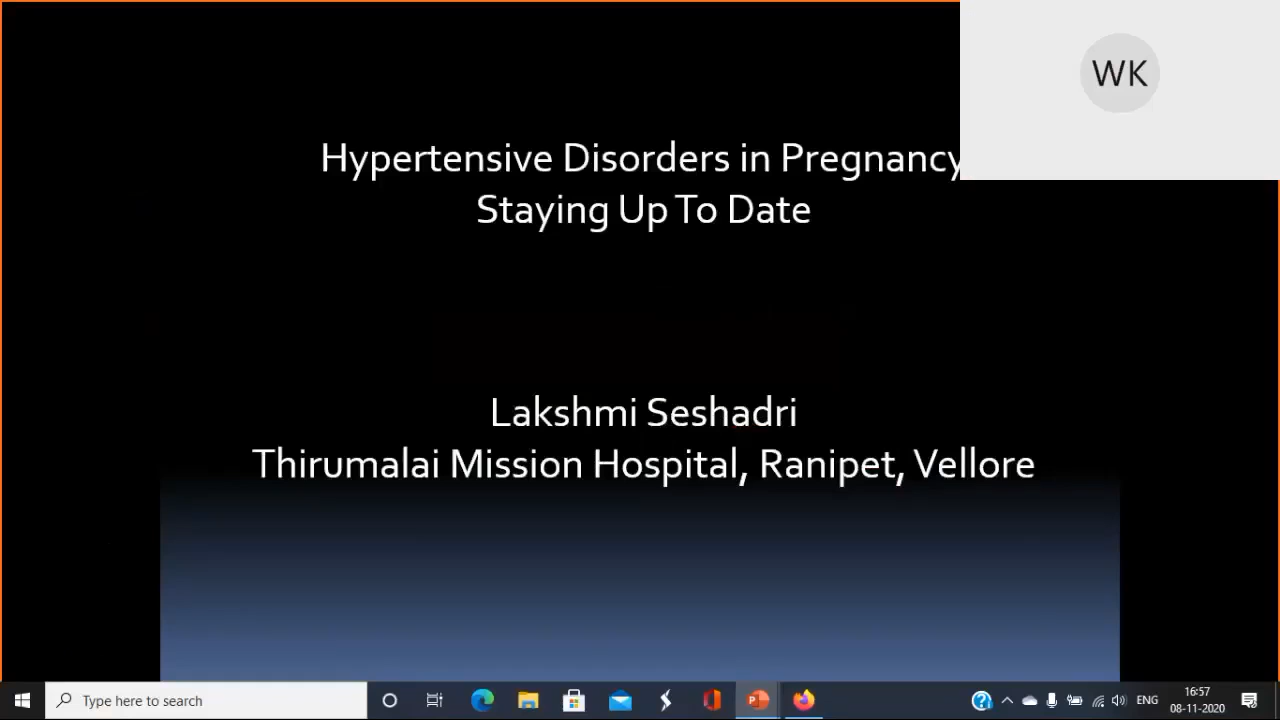 WK
Hypertensive Disorders in Pregnancy
Staying Up To Date
Lakshmi Seshadri
Thirumalai Mission Hospital, Ranipet, Vellore
Type here to search
ENG
16:57
08-11-2020